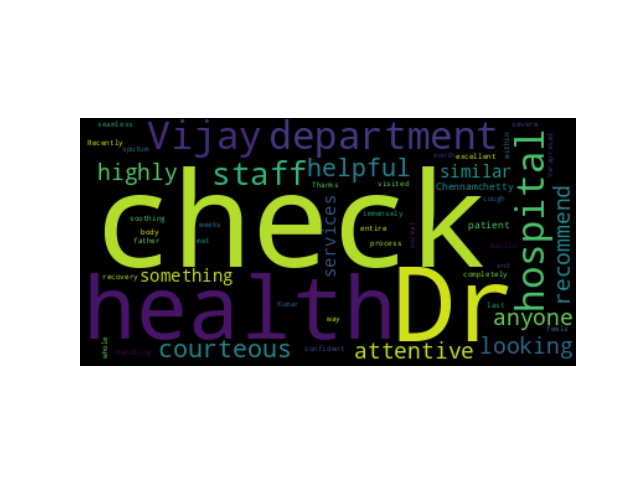 seamless
severe
Vijay department
Recently
sputum
within
hospital
Varaprasad
month excellent
highly staff helpful similar
Thanks visited Chennamchetty
check
cough
recommend
services
soothing
immensely
patient
body
weeks
entire
normal
father
met
process
Apollo
end
recovery something
completely
health Dr
Kumar
last
way
anyone
feels
whole
handling courteous confident attentive looking